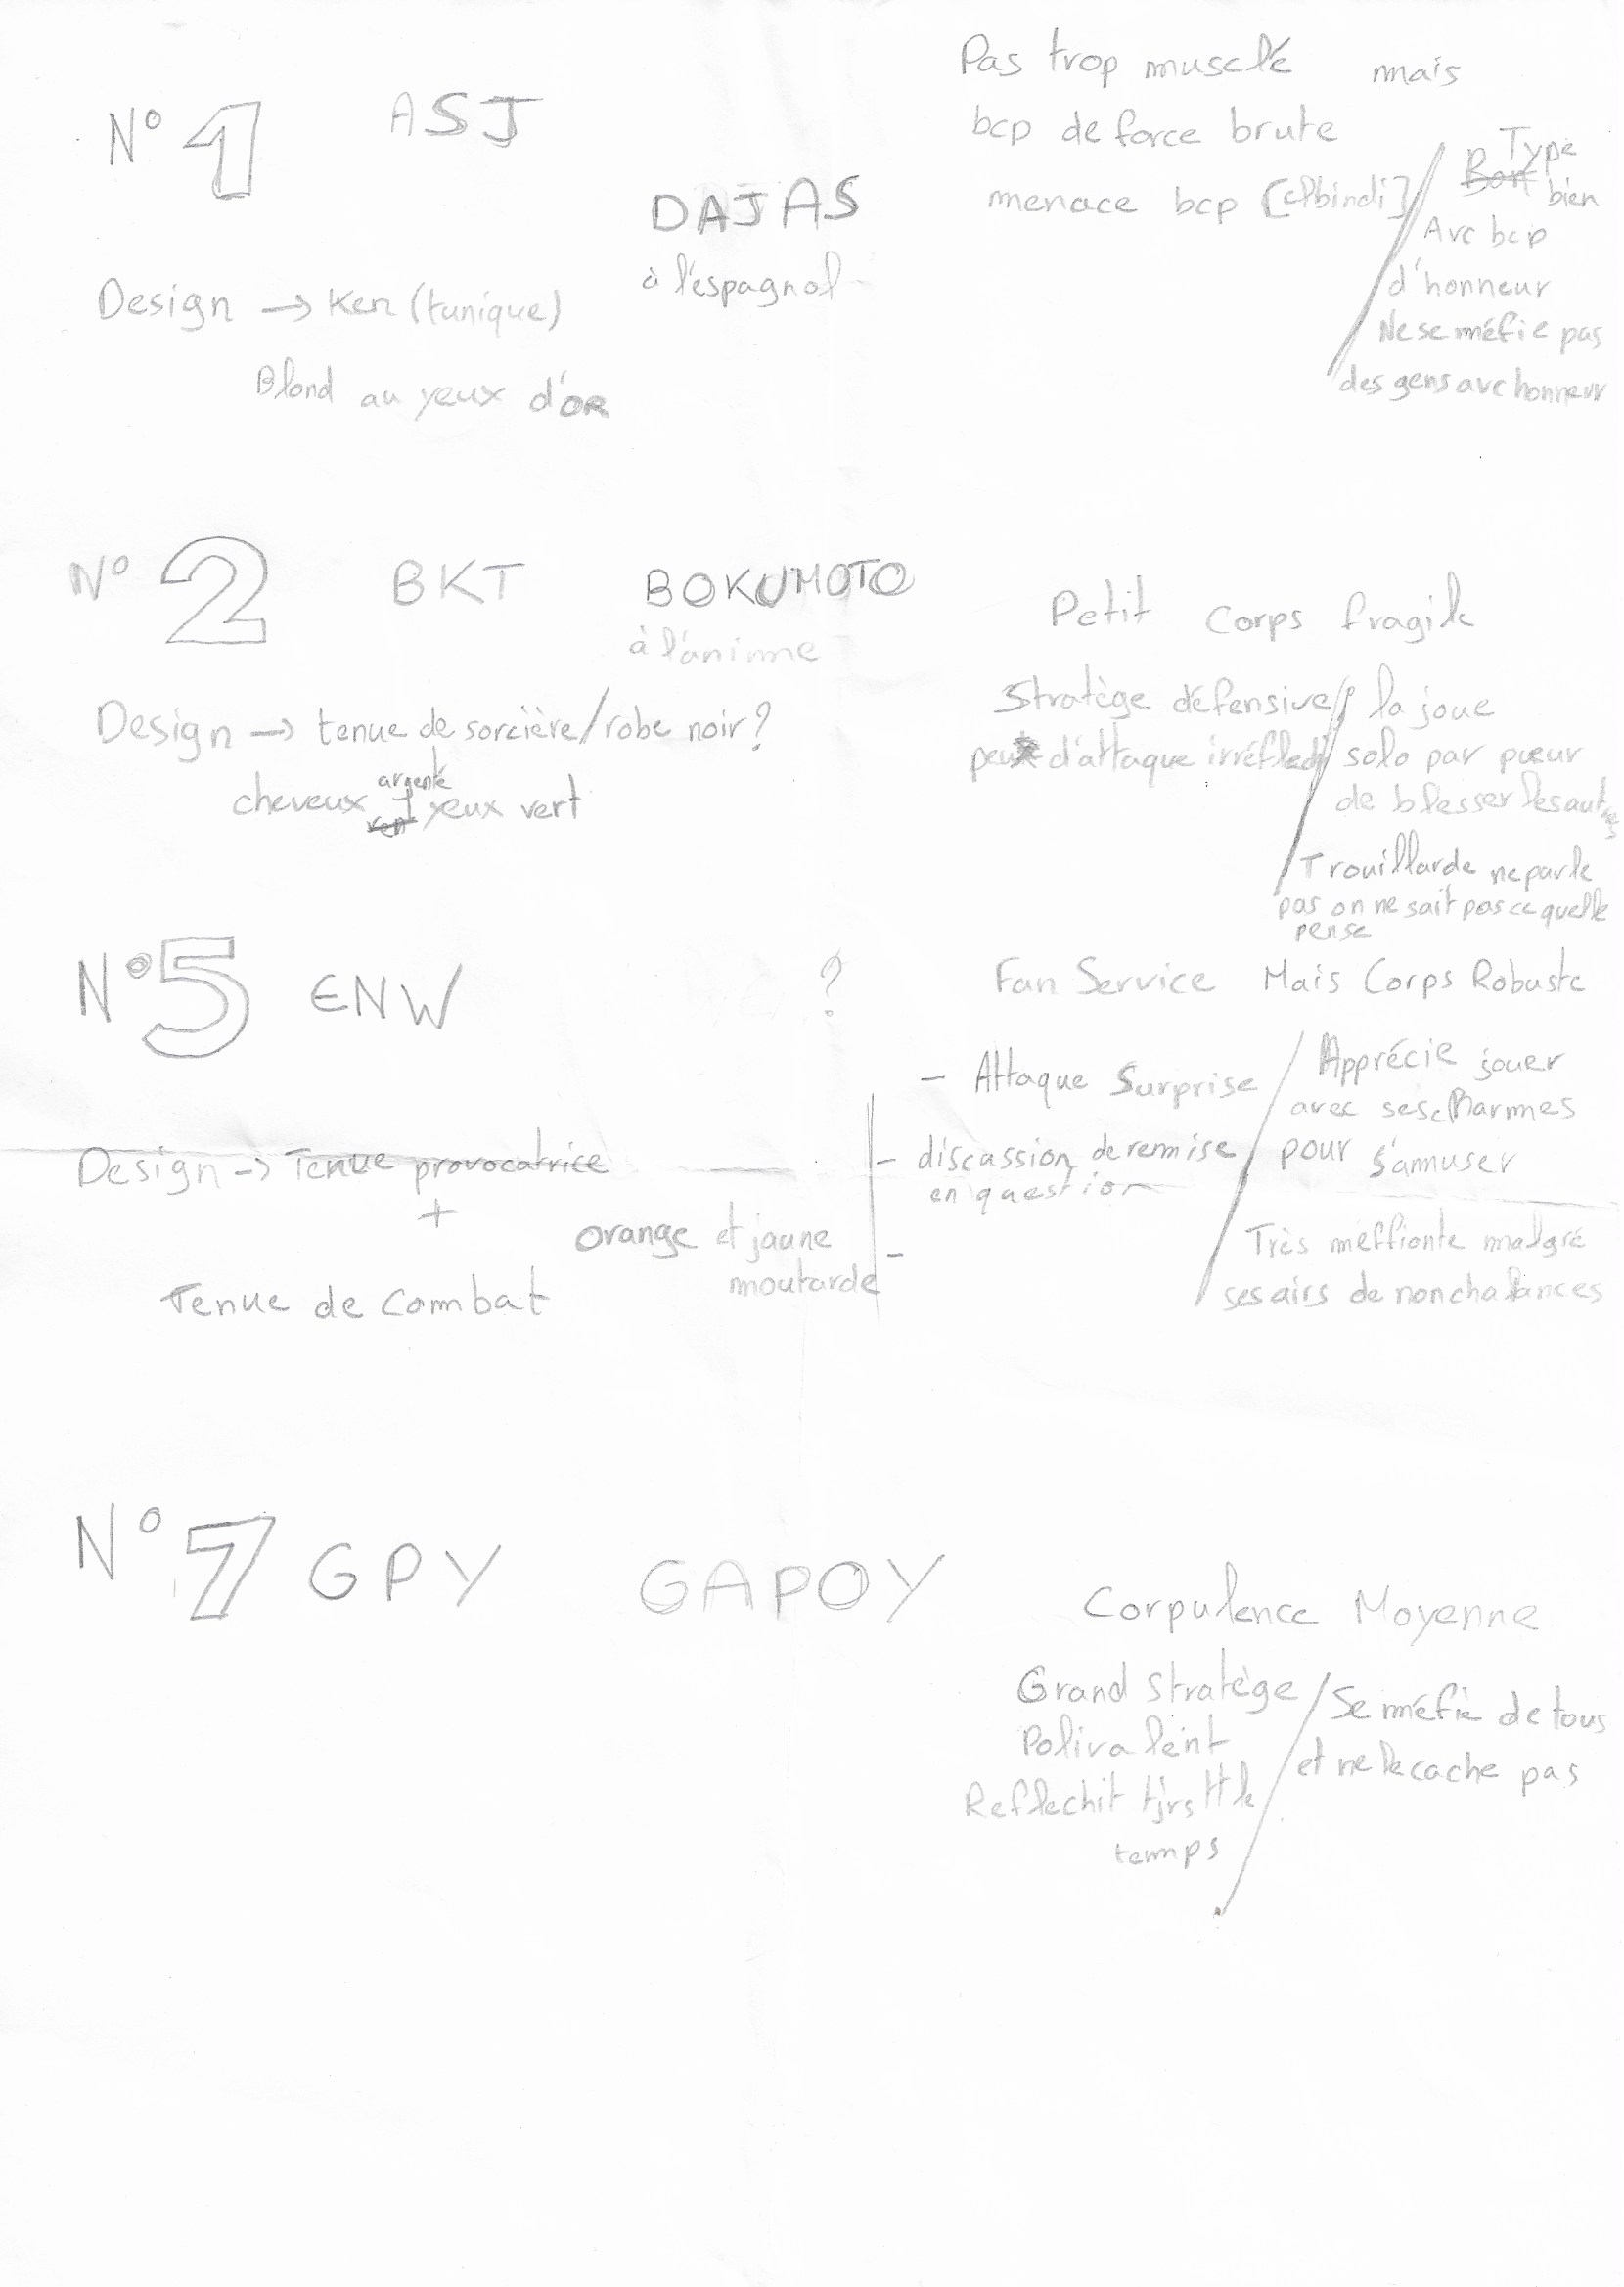 N° 1 ASJ
DAJAS
à l'espagnol
Design → Ken (tunique)
Blond au yeux d'OR
Pas trop musclé mais
bcp de force brute
menace bcp
Type
Bon bien
Avc bcp
d'honneur
Ne se méfie pas
des gens avc honneur
N° 2 BKT BOKUMOTO
à l'anime
Design → tenue de sorcière/robe noir?
argenté
cheveux yeux vert
vert
Petit Corps fragile
Stratège défensive
peu d'attaque irréfledi
la joue
solo par pueur
de blesser les autres
Trouillarde ne parle
pas on ne sait pas ce quelle
pense
N° 5 ENW ?
Design → Tenue provocatrice
+
Tenue de combat
orange et jaune
moutarde
Fan Service Mais Corps Robuste
- Attaque Surprise
- discussion de remise
en question
-
Apprécie jouer
avec ses charmes
pour s'amuser
Très méffiante malgré
ses airs de nonchalances
N° 7 GPY GAPOY
Corpulence Moyenne
Grand stratège
Polivalent
Reflechit tjrs tt le
temps
Se méfie de tous
et ne le cache pas